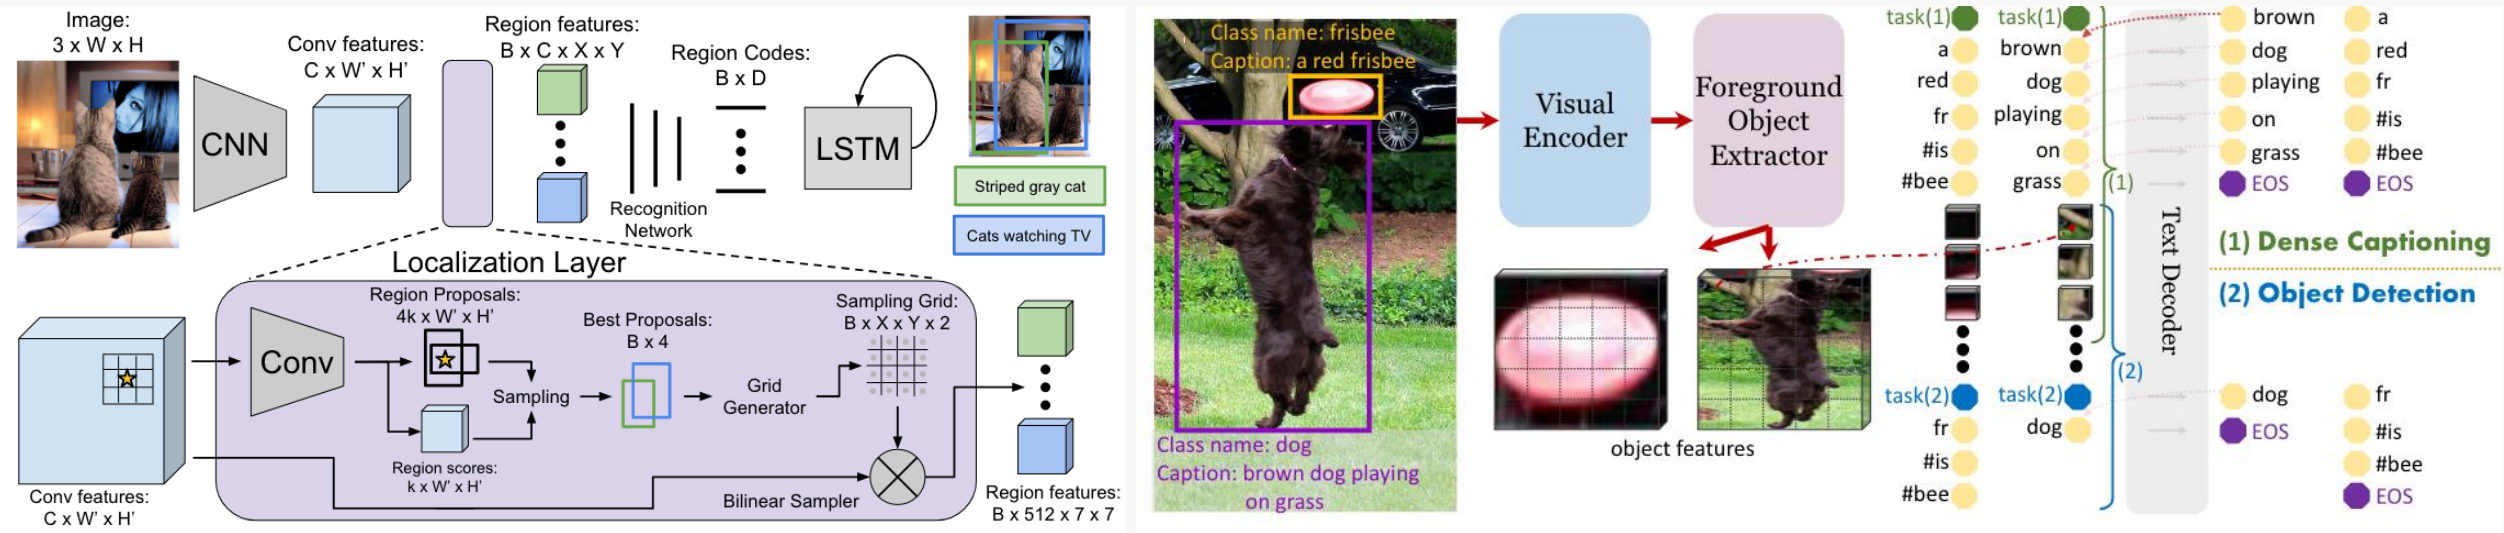 Image:
3 x W x H
CNN
Conv features:
C x W' x H'
Region features:
B x C x X x Y
Recognition
Network
Region Codes:
B x D
LSTM
Striped gray cat
Cats watching TV
Localization Layer
Conv features:
C x W' x H'
Conv
Region Proposals:
4k x W' x H'
Region scores:
k x W' x H'
Sampling
Best Proposals:
B x 4
Grid
Generator
Sampling Grid:
B x X x Y x 2
Bilinear Sampler
Region features:
B x 512 x 7 x 7
Class name: frisbee
Caption: a red frisbee
Class name: dog
Caption: brown dog playing
on grass
Visual
Encoder
Foreground
Object
Extractor
object features
task(1)
a
red
fr
#is
#bee
task(2)
fr
#is
#bee
task(1)
brown
dog
playing
on
grass
task(2)
dog
(1)
(2)
Text Decoder
brown
dog
playing
on
grass
EOS
a
red
fr
#is
#bee
EOS
(1) Dense Captioning
(2) Object Detection
dog
EOS
fr
#is
#bee
EOS